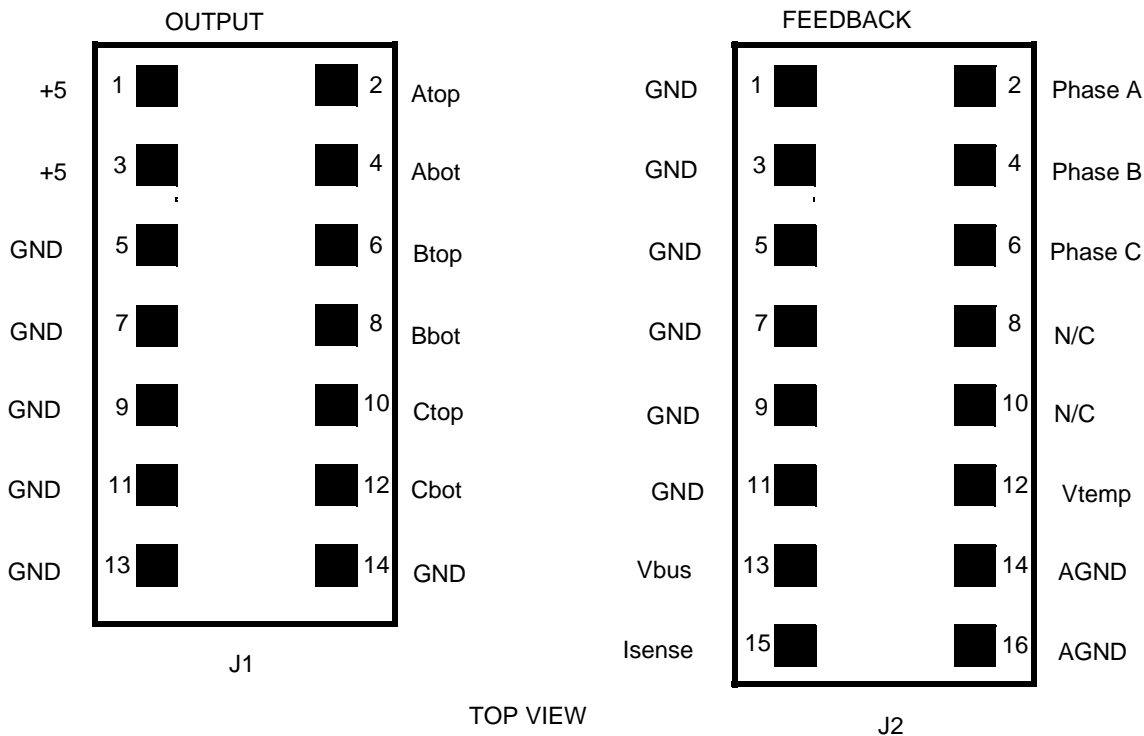 OUTPUT FEEDBACK
+5 1 2 Atop GND 1 2 Phase A
+5 3 4 Abot GND 3 4 Phase B
GND 5 6 Btop GND 5 6 Phase C
GND 7 8 Bbot GND 7 8 N/C
GND 9 10 Ctop GND 9 10 N/C
GND 11 12 Cbot GND 11 12 Vtemp
GND 13 14 GND Vbus 13 14 AGND
Isense 15 16 AGND
J1
TOP VIEW
J2